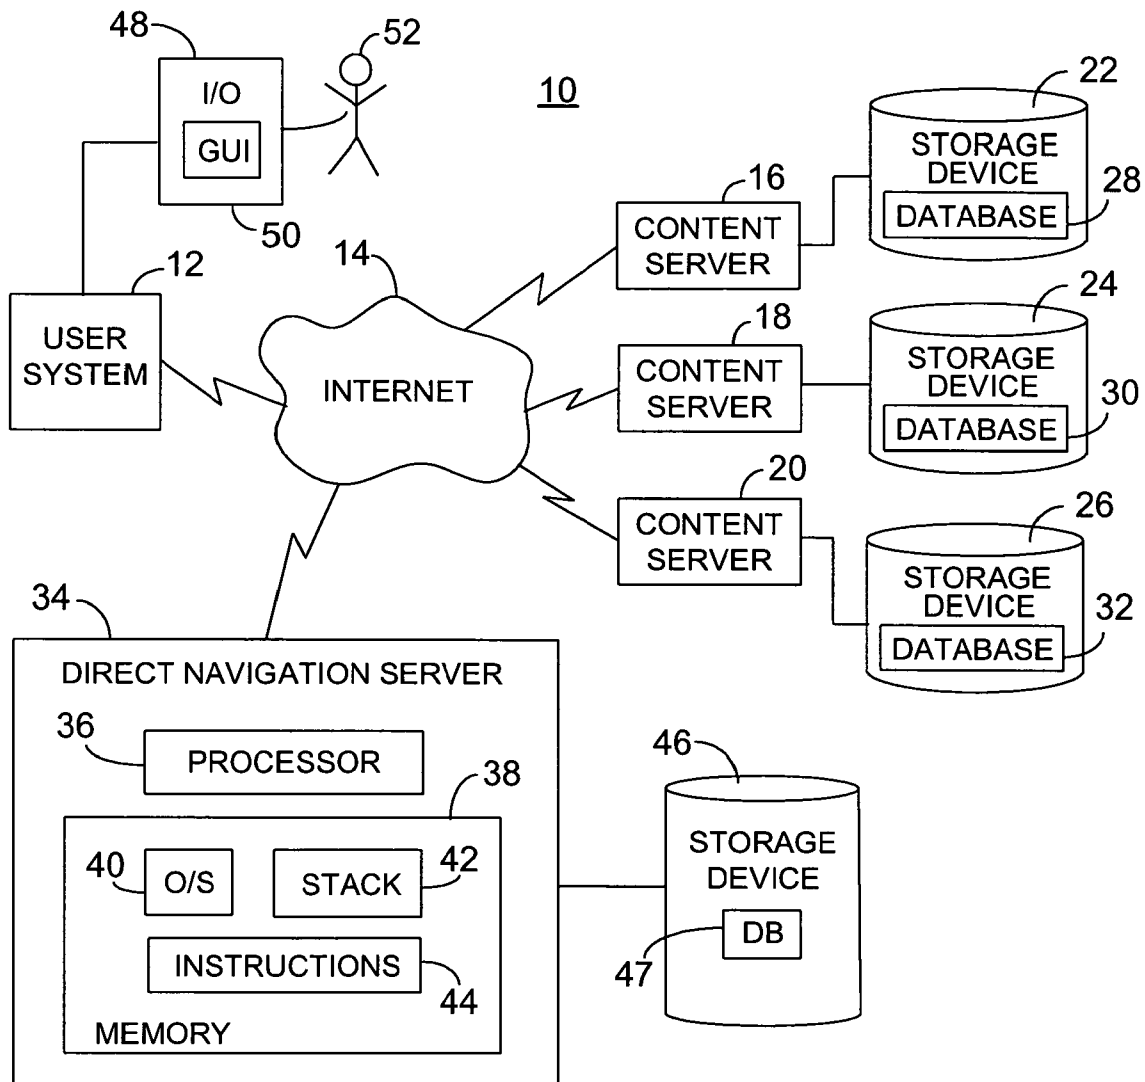 48
52
I/O
GUI
50
10
22
STORAGE
DEVICE
28
DATABASE
16
CONTENT
SERVER
12
USER
SYSTEM
14
INTERNET
24
STORAGE
DEVICE
30
DATABASE
18
CONTENT
SERVER
20
CONTENT
SERVER
26
STORAGE
DEVICE
32
DATABASE
34
DIRECT NAVIGATION SERVER
36
PROCESSOR
38
40
O/S
STACK
42
INSTRUCTIONS
44
MEMORY
46
STORAGE
DEVICE
DB
47